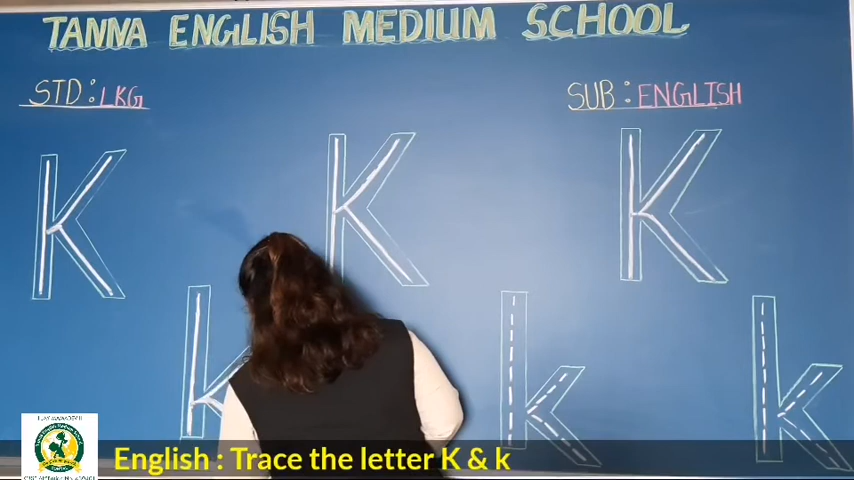 TANNA ENGLISH MEDIUM SCHOOL
STD : LKG
SUB : ENGLISH
K K K
k k k
English : Trace the letter K & k